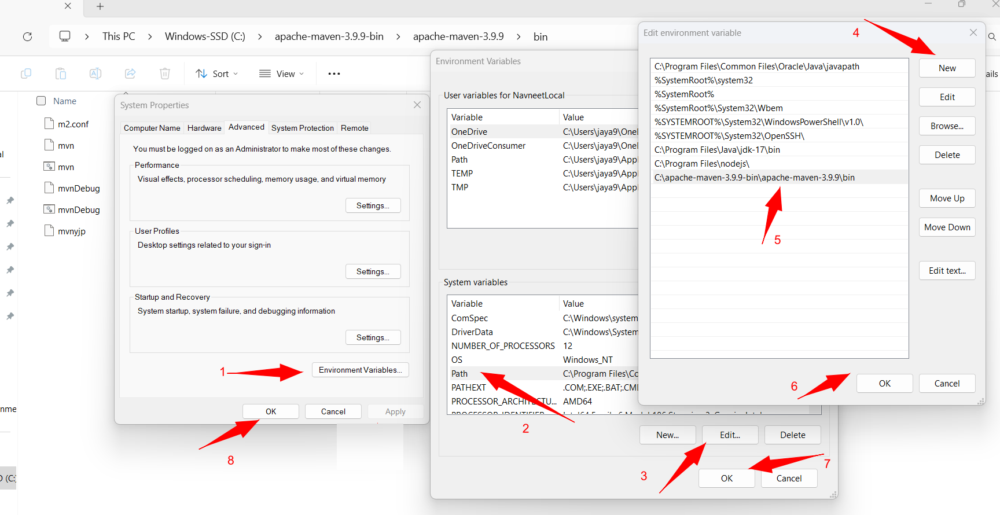 This PC > Windows-SSD (C:) > apache-maven-3.9.9-bin > apache-maven-3.9.9 > bin
Sort
View
ails
Name
m2.conf
mvn
mvn
mvnDebug
mvnDebug
mvnyjp
al
nme
(C:)
System Properties
Computer Name
Hardware
Advanced
System Protection
Remote
You must be logged on as an Administrator to make most of these changes.
Performance
Visual effects, processor scheduling, memory usage, and virtual memory
Settings...
User Profiles
Desktop settings related to your sign-in
Settings...
Startup and Recovery
System startup, system failure, and debugging information
Settings...
1
Environment Variables...
OK
Cancel
Apply
8
Environment Variables
User variables for NavneetLocal
Variable Value
OneDrive C:\Users\jaya9\OneI
OneDriveConsumer C:\Users\jaya9\OneI
Path C:\Users\jaya9\Appl
TEMP C:\Users\jaya9\Appl
TMP C:\Users\jaya9\Appl
System variables
Variable Value
ComSpec C:\Windows\system
DriverData C:\Windows\System
NUMBER_OF_PROCESSORS 12
OS Windows_NT
Path C:\Program Files\Co
PATHEXT .COM;.EXE;.BAT;.CM
PROCESSOR_ARCHITECTU... AMD64
2
New...
Edit...
Delete
3
7
OK
Cancel
Edit environment variable
4
C:\Program Files\Common Files\Oracle\Java\javapath
%SystemRoot%\system32
%SystemRoot%
%SystemRoot%\System32\Wbem
%SYSTEMROOT%\System32\WindowsPowerShell\v1.0\
%SYSTEMROOT%\System32\OpenSSH\
C:\Program Files\Java\jdk-17\bin
C:\Program Files\nodejs\
C:\apache-maven-3.9.9-bin\apache-maven-3.9.9\bin
5
New
Edit
Browse...
Delete
Move Up
Move Down
Edit text...
6
OK
Cancel